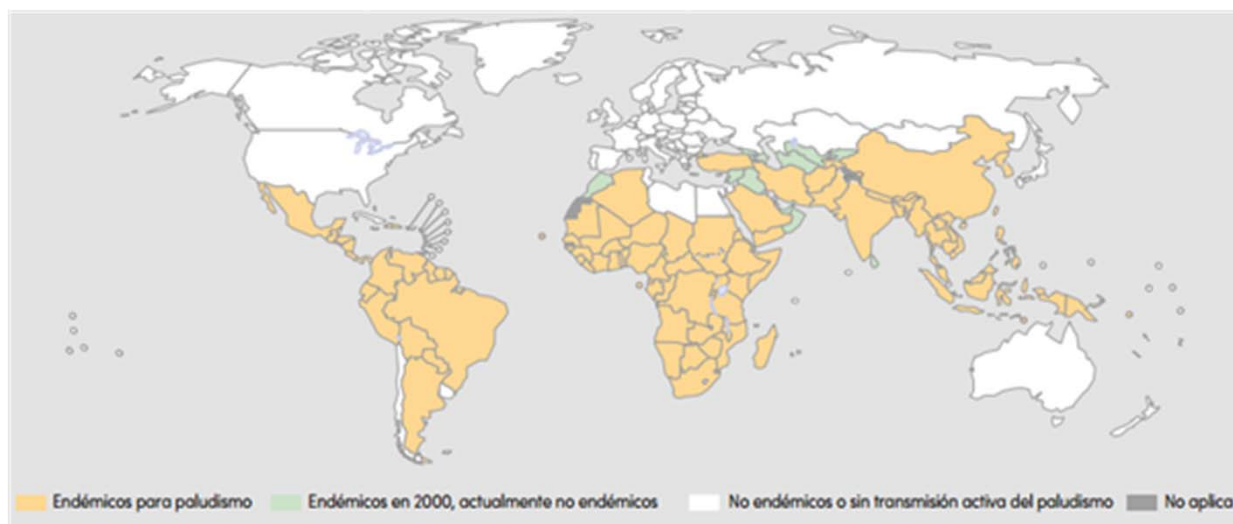 Endémicos para paludismo Endémicos en 2000, actualmente no endémicos No endémicos o sin transmisión activa del paludismo No aplica